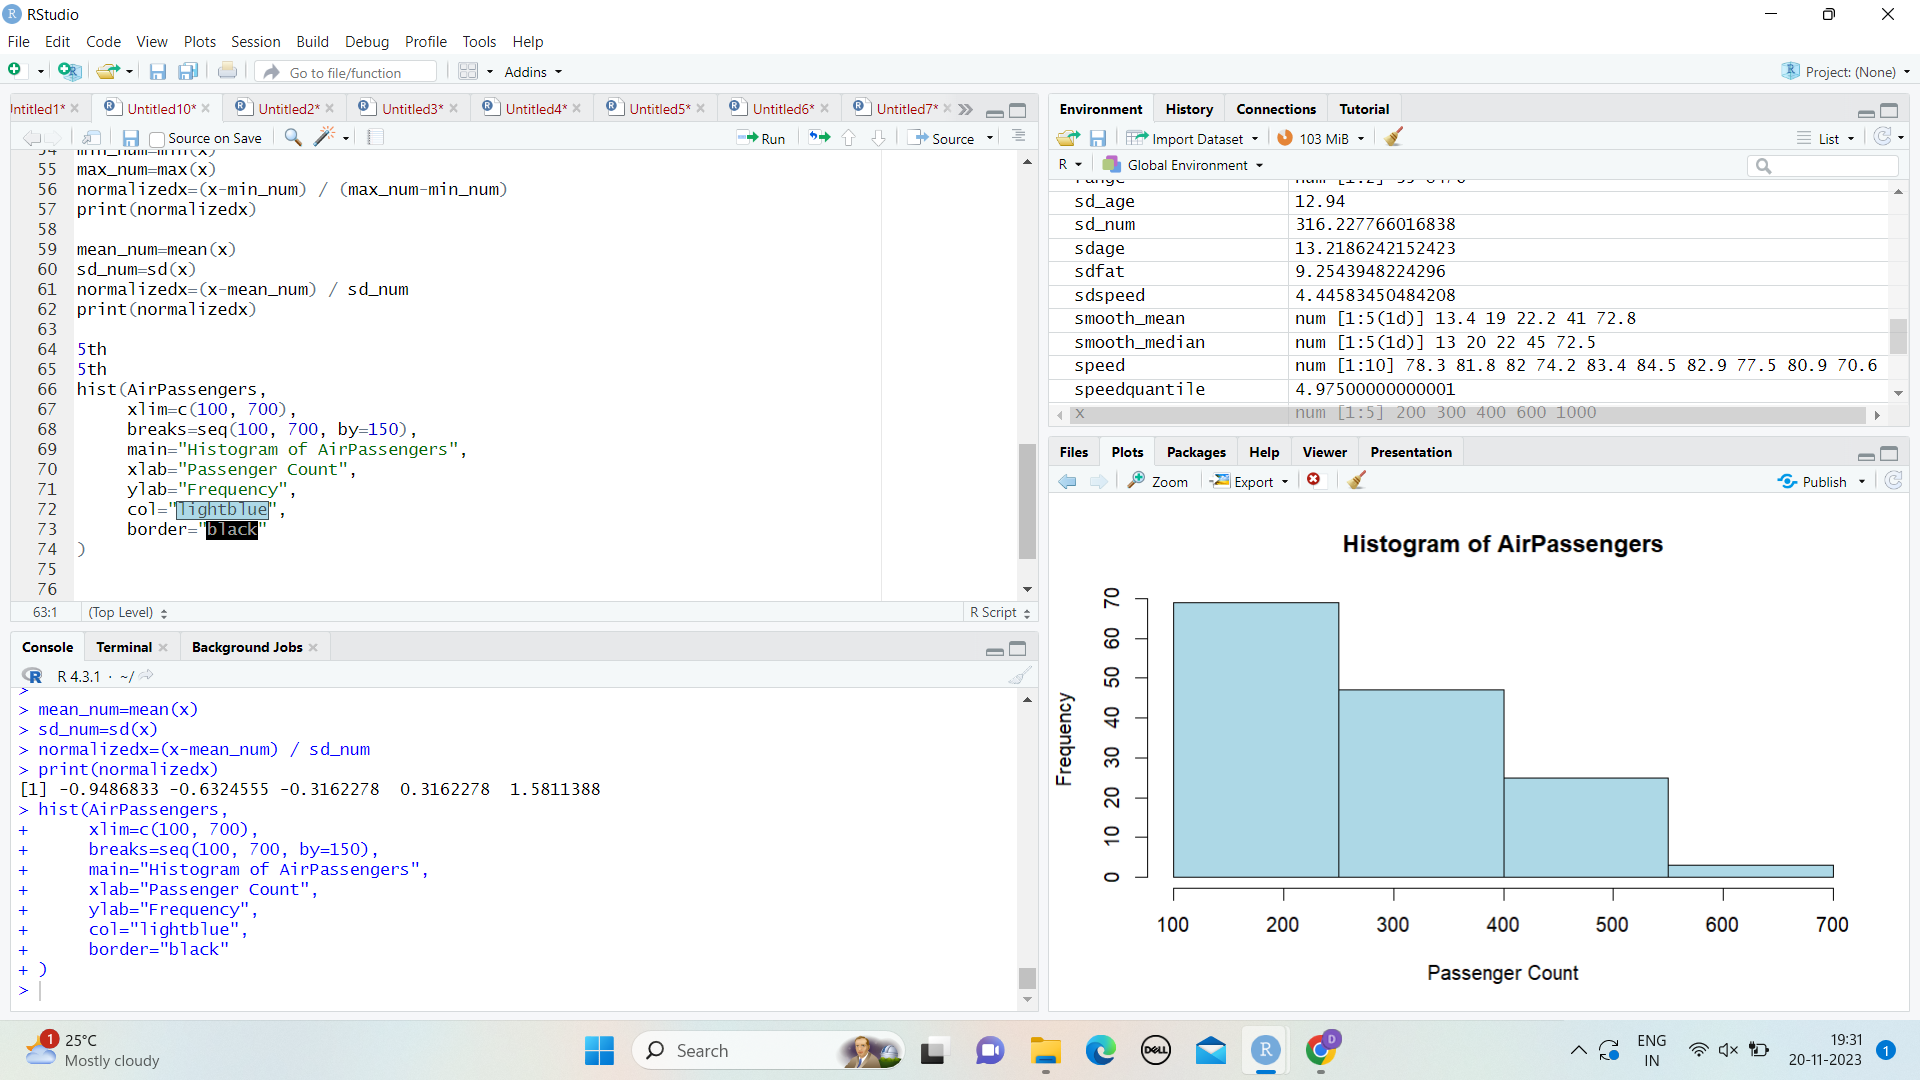 RStudio
File Edit Code View Plots Session Build Debug Profile Tools Help
Go to file/function Addins Project: (None)
ntitled1* Untitled10* Untitled2* Untitled3* Untitled4* Untitled5* Untitled6* Untitled7*
Source on Save Run Source
54 min_num=min(x)
55 max_num=max(x)
56 normalizedx=(x-min_num) / (max_num-min_num)
57 print(normalizedx)
58
59 mean_num=mean(x)
60 sd_num=sd(x)
61 normalizedx=(x-mean_num) / sd_num
62 print(normalizedx)
63
64 5th
65 5th
66 hist(AirPassengers,
67 xlim=c(100, 700),
68 breaks=seq(100, 700, by=150),
69 main="Histogram of AirPassengers",
70 xlab="Passenger Count",
71 ylab="Frequency",
72 col="lightblue",
73 border="black"
74 )
75
76
63:1 (Top Level) R Script
Console Terminal Background Jobs
R 4.3.1 · ~/
>
> mean_num=mean(x)
> sd_num=sd(x)
> normalizedx=(x-mean_num) / sd_num
> print(normalizedx)
[1] -0.9486833 -0.6324555 -0.3162278 0.3162278 1.5811388
> hist(AirPassengers,
+ xlim=c(100, 700),
+ breaks=seq(100, 700, by=150),
+ main="Histogram of AirPassengers",
+ xlab="Passenger Count",
+ ylab="Frequency",
+ col="lightblue",
+ border="black"
+ )
>
Environment History Connections Tutorial
Import Dataset 103 MiB List
R Global Environment
range num [1:2] 39 6476
sd_age 12.94
sd_num 316.227766016838
sdage 13.2186242152423
sdfat 9.2543948224296
sdspeed 4.44583450484208
smooth_mean num [1:5(1d)] 13.4 19 22.2 41 72.8
smooth_median num [1:5(1d)] 13 20 22 45 72.5
speed num [1:10] 78.3 81.8 82 74.2 83.4 84.5 82.9 77.5 80.9 70.6
speedquantile 4.97500000000001
x num [1:5] 200 300 400 600 1000
Files Plots Packages Help Viewer Presentation
Zoom Export Publish
Histogram of AirPassengers
Frequency
70
60
50
40
30
20
10
0
100 200 300 400 500 600 700
Passenger Count
1 25°C
Mostly cloudy
Search
DELL
R
D
ENG
IN
19:31
20-11-2023
1